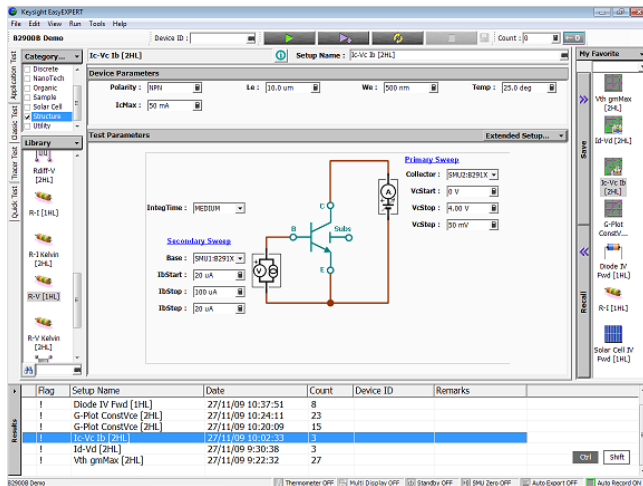 Keysight EasyEXPERT
File Edit View Run Tools Help
B2900B Demo
Device ID :
Count : 0
Quick Test Tracer Test Classic Test Application Test
Category...
Discrete
NanoTech
Organic
Sample
Solar Cell
Structure
Utility
Library
Rdiff-V [2HL]
R-I [1HL]
R-I Kelvin [2HL]
R-V [1HL]
R-V Kelvin [2HL]
Ic-Vc Ib [2HL]
Setup Name : Ic-Vc Ib [2HL]
Device Parameters
Polarity : NPN
Le : 10.0 um
We : 500 nm
Temp : 25.0 deg
IcMax : 50 mA
Test Parameters
Extended Setup...
Primary Sweep
Collector : SMU2:B291X
VcStart : 0 V
VcStop : 4.00 V
VcStep : 50 mV
IntegTime : MEDIUM
Secondary Sweep
Base : SMU1:B291X
IbStart : 20 uA
IbStop : 100 uA
IbStep : 20 uA
C
B
Subs
E
A
V
My Favorite
Save
Recall
Vth gmMax [2HL]
Id-Vd [2HL]
Ic-Vc Ib [2HL]
G-Plot ConstV...
Diode IV Fwd [1HL]
R-I [1HL]
Solar Cell IV Fwd [1HL]
Results
Flag Setup Name Date Count Device ID Remarks
! Diode IV Fwd [1HL] 27/11/09 10:37:51 8
! G-Plot ConstVce [2HL] 27/11/09 10:24:11 23
! G-Plot ConstVce [2HL] 27/11/09 10:20:09 15
! Ic-Vc Ib [2HL] 27/11/09 10:02:33 3
! Id-Vd [2HL] 27/11/09 9:30:38 3
! Vth gmMax [2HL] 27/11/09 9:22:32 27
Ctrl Shift
B2900B Demo
Thermometer OFF Multi Display OFF Standby OFF SMU Zero OFF Auto Export OFF Auto Record ON